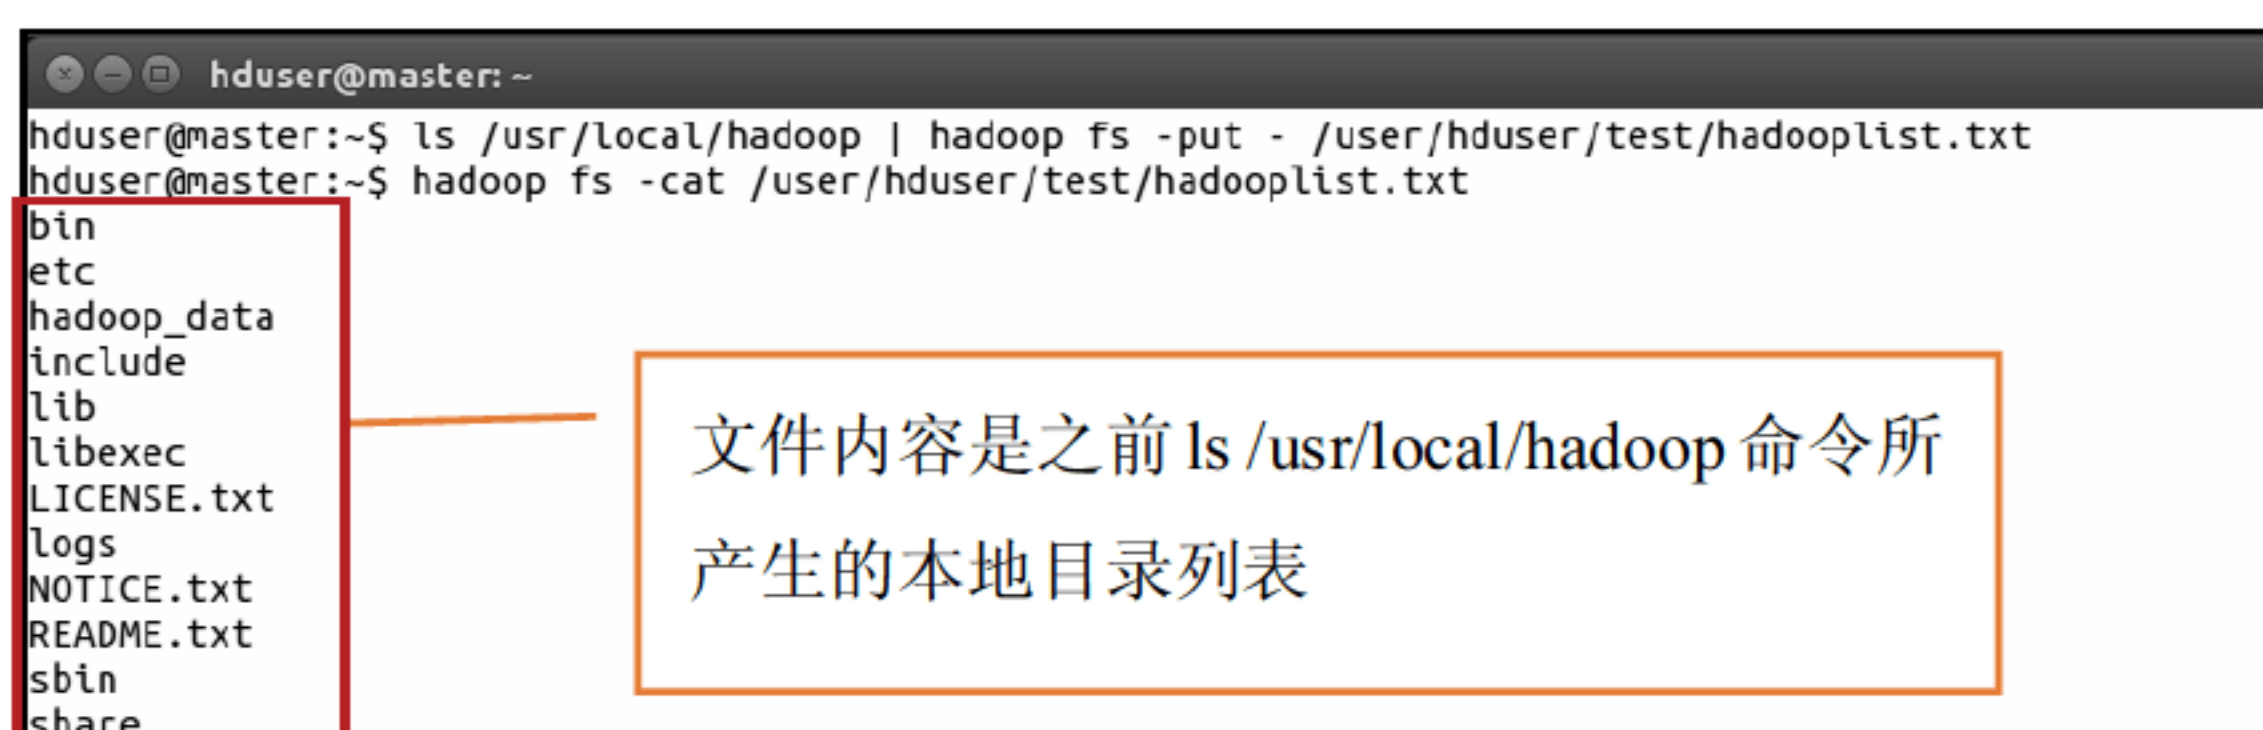 hduser@master: ~
hduser@master:~$ ls /usr/local/hadoop | hadoop fs -put - /user/hduser/test/hadooplist.txt
hduser@master:~$ hadoop fs -cat /user/hduser/test/hadooplist.txt
bin
etc
hadoop_data
include
lib
libexec
LICENSE.txt
logs
NOTICE.txt
README.txt
sbin
share
文件内容是之前 ls /usr/local/hadoop 命令所
产生的本地目录列表